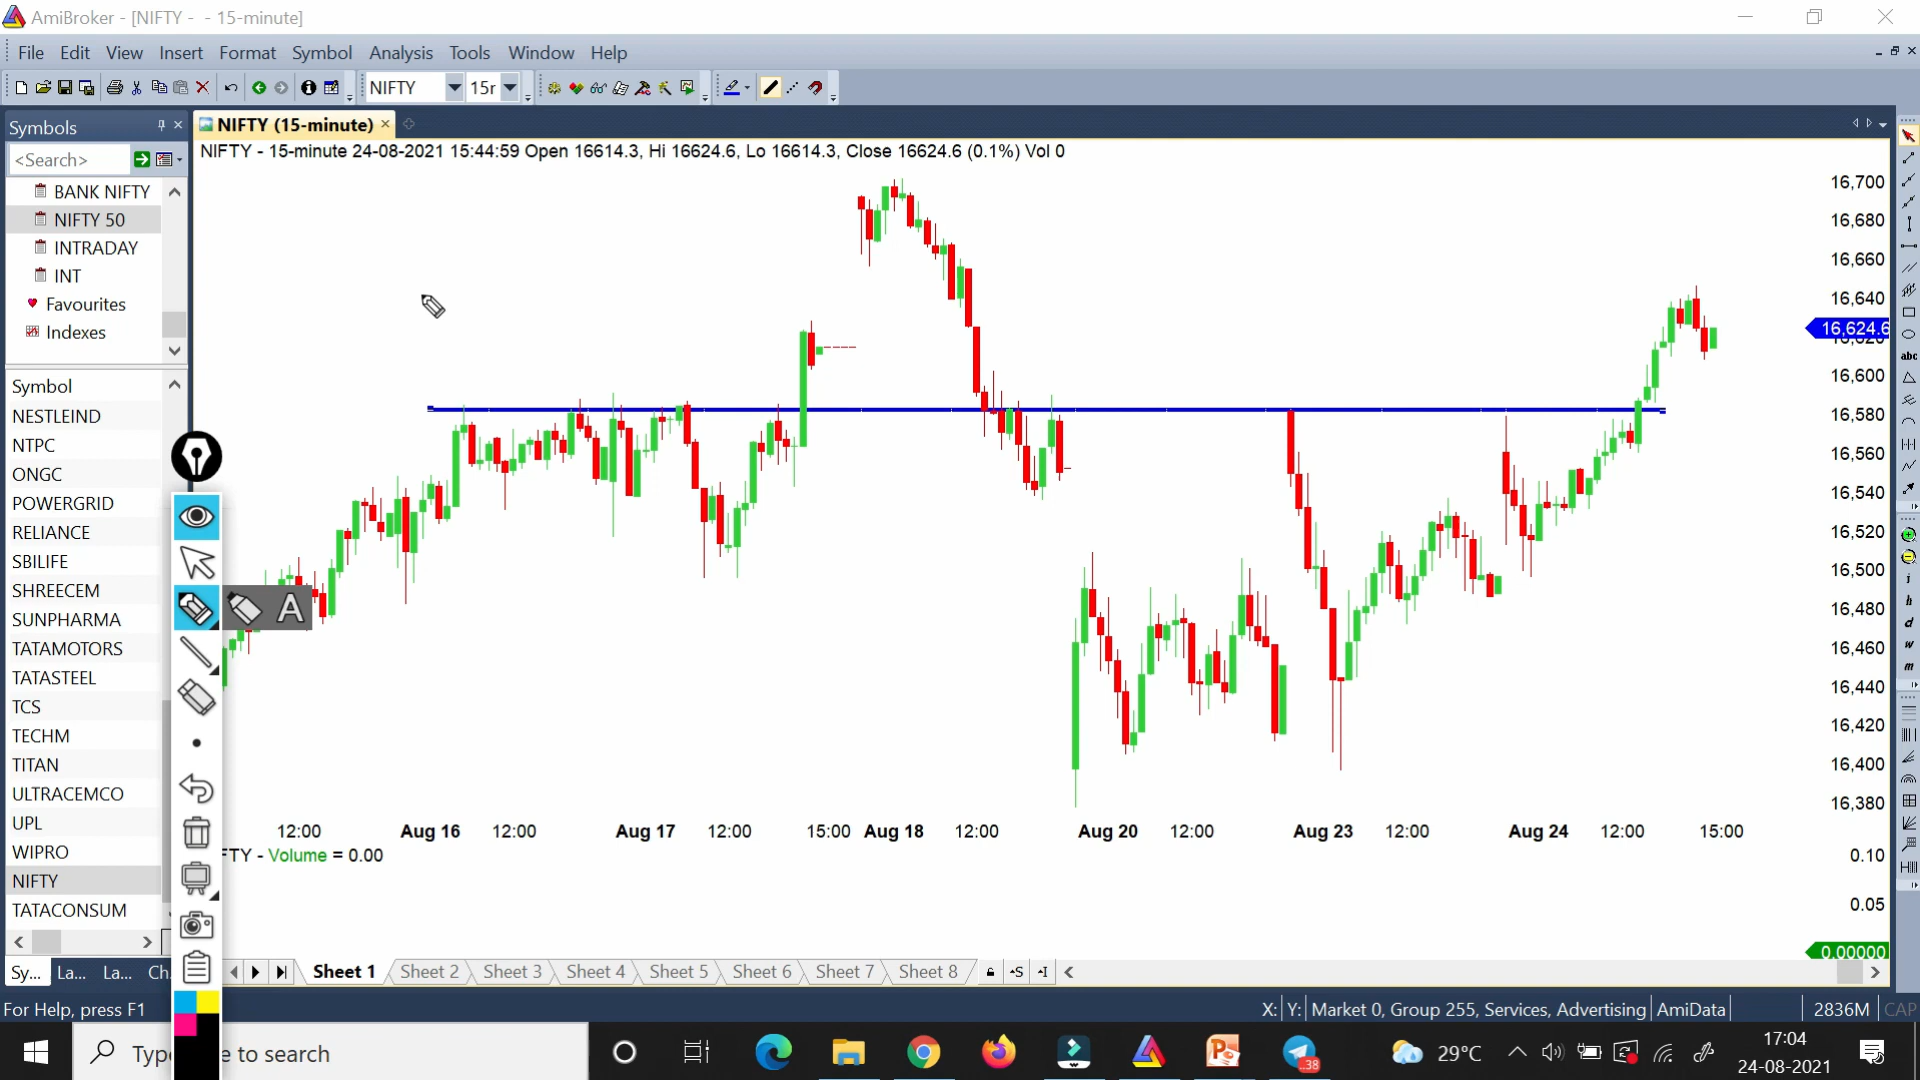 AmiBroker - [NIFTY -  - 15-minute]
File Edit View Insert Format Symbol Analysis Tools Window Help
NIFTY 15r
Symbols
NIFTY (15-minute)
<Search>
NIFTY - 15-minute 24-08-2021 15:44:59 Open 16614.3, Hi 16624.6, Lo 16614.3, Close 16624.6 (0.1%) Vol 0
BANK NIFTY
NIFTY 50
INTRADAY
INT
Favourites
Indexes
Symbol
NESTLEIND
NTPC
ONGC
POWERGRID
RELIANCE
SBILIFE
SHREECEM
SUNPHARMA
TATAMOTORS
TATASTEEL
TCS
TECHM
TITAN
ULTRACEMCO
UPL
WIPRO
NIFTY
TATACONSUM
A
16,700
16,680
16,660
16,640
16,624.6
16,600
16,580
16,560
16,540
16,520
16,500
16,480
16,460
16,440
16,420
16,400
16,380
12:00 Aug 16 12:00 Aug 17 12:00 15:00 Aug 18 12:00 Aug 20 12:00 Aug 23 12:00 Aug 24 12:00 15:00
FTY - Volume = 0.00
0.10
0.05
0.00000
abc
i
h
d
w
m
Sy... La... La... Ch
Sheet 1 Sheet 2 Sheet 3 Sheet 4 Sheet 5 Sheet 6 Sheet 7 Sheet 8
For Help, press F1
X: Y: Market 0, Group 255, Services, Advertising AmiData 2836M CAP
Typ e to search
..38
29°C
17:04
24-08-2021